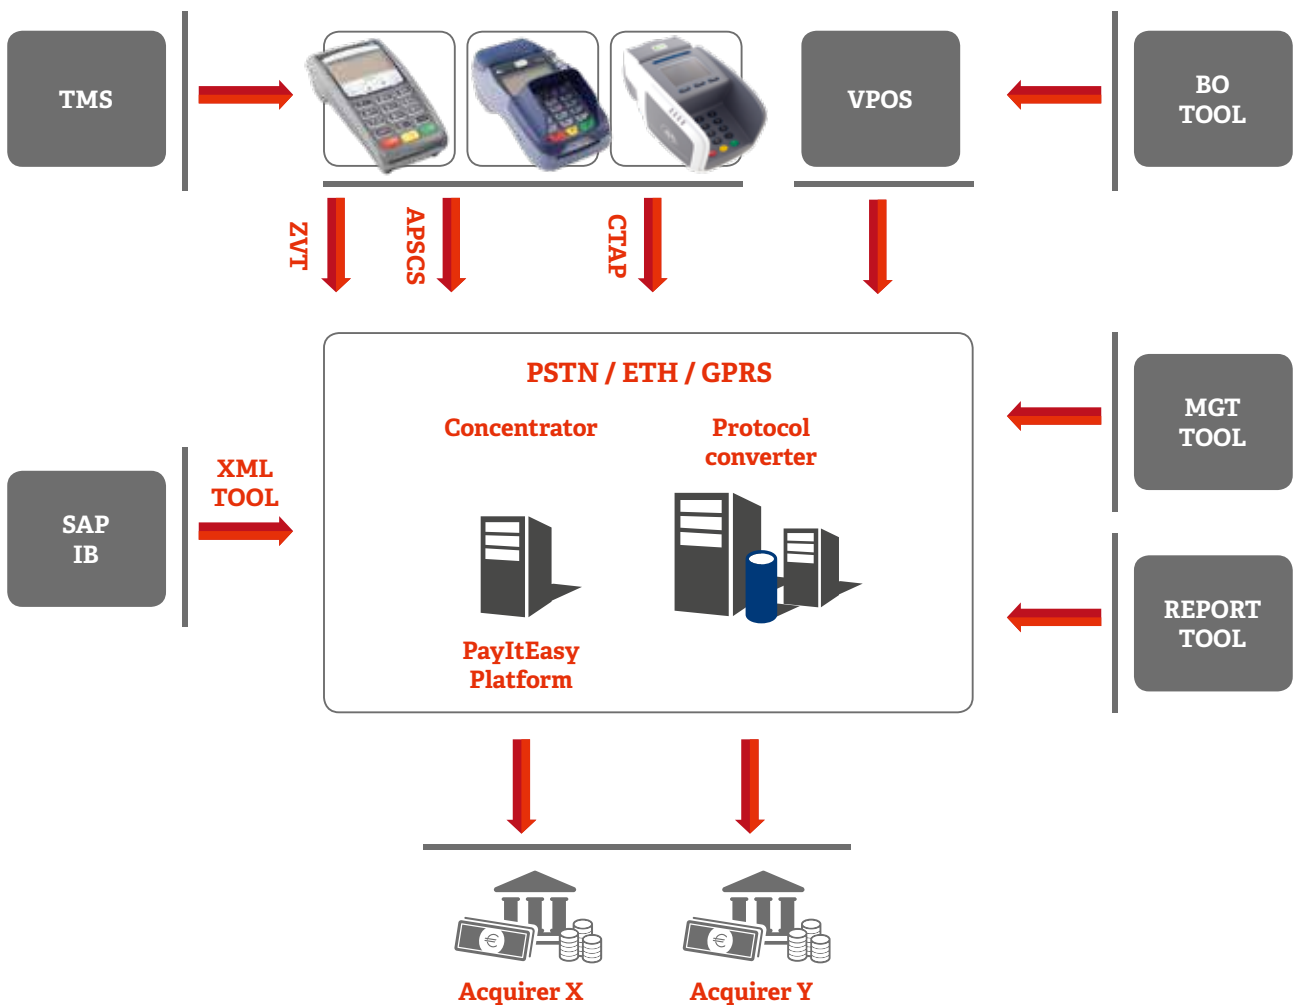 TMS
VPOS
BO
TOOL
ZVT
APSCS
CTAP
PSTN / ETH / GPRS
Concentrator
Protocol
converter
MGT
TOOL
XML
TOOL
SAP
IB
REPORT
TOOL
PayItEasy
Platform
€
€
Acquirer X
Acquirer Y